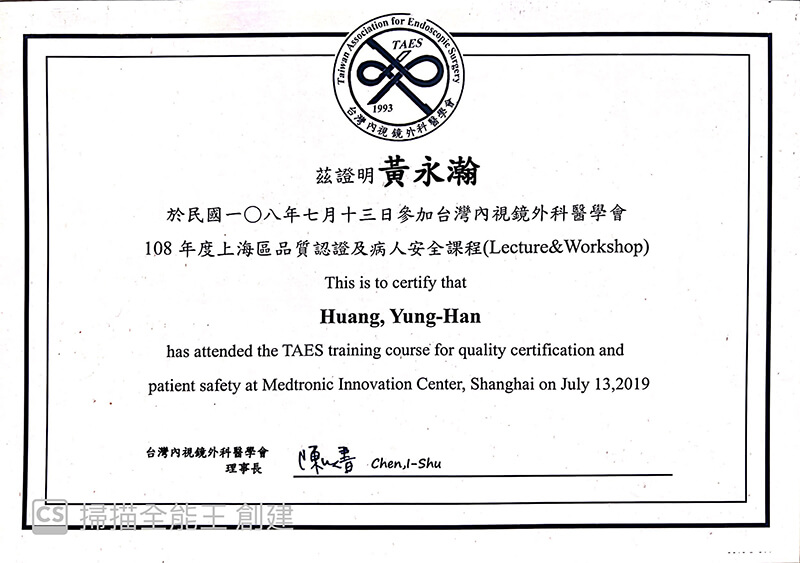 Taiwan Association for Endoscopic Surgery
TAES
1993
台灣內視鏡外科醫學會
茲證明黃永瀚
於民國一〇八年七月十三日參加台灣內視鏡外科醫學會
108 年度上海區品質認證及病人安全課程(Lecture&Workshop)
This is to certify that
Huang, Yung-Han
has attended the TAES training course for quality certification and
patient safety at Medtronic Innovation Center, Shanghai on July 13,2019
台灣內視鏡外科醫學會
理事長
Chen,I-Shu
CS 掃描全能王 創建